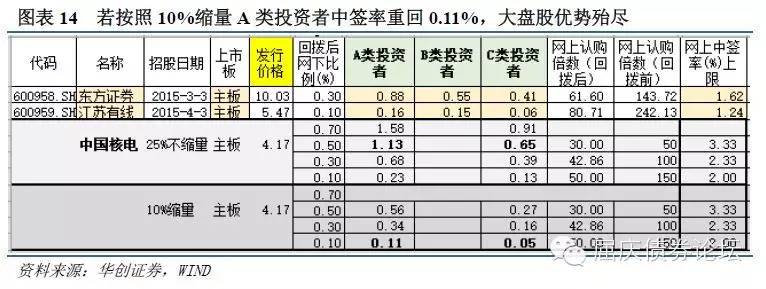 图表 14 若按照 10%缩量 A 类投资者中签率重回 0.11%，大盘股优势殆尽
代码 名称 招股日期 上市板 发行价格 回拨后网下比例(%) A类投资者 B类投资者 C类投资者 网上认购倍数（回拨后） 网上认购倍数（回拨前） 网上中签率(%)上限
600958.SH 东方证券 2015-3-3 主板 10.03 0.30 0.88 0.55 0.41 61.60 143.72 1.62
600959.SH 江苏有线 2015-4-3 主板 5.47 0.10 0.16 0.15 0.06 80.71 242.13 1.24
0.70 1.58 0.91
中国核电 25%不缩量 主板 4.17 0.50 1.13 0.65 30.00 50 3.33
0.30 0.68 0.39 42.86 100 2.33
0.10 0.23 0.13 50.00 150 2.00
0.70
10%缩量 主板 4.17 0.50 0.56 0.27 30.00 50 3.33
0.30 0.34 0.16 42.86 100 2.33
0.10 0.11 0.05 50.00 150 2.00
屈庆债券论坛
资料来源：华创证券，WIND